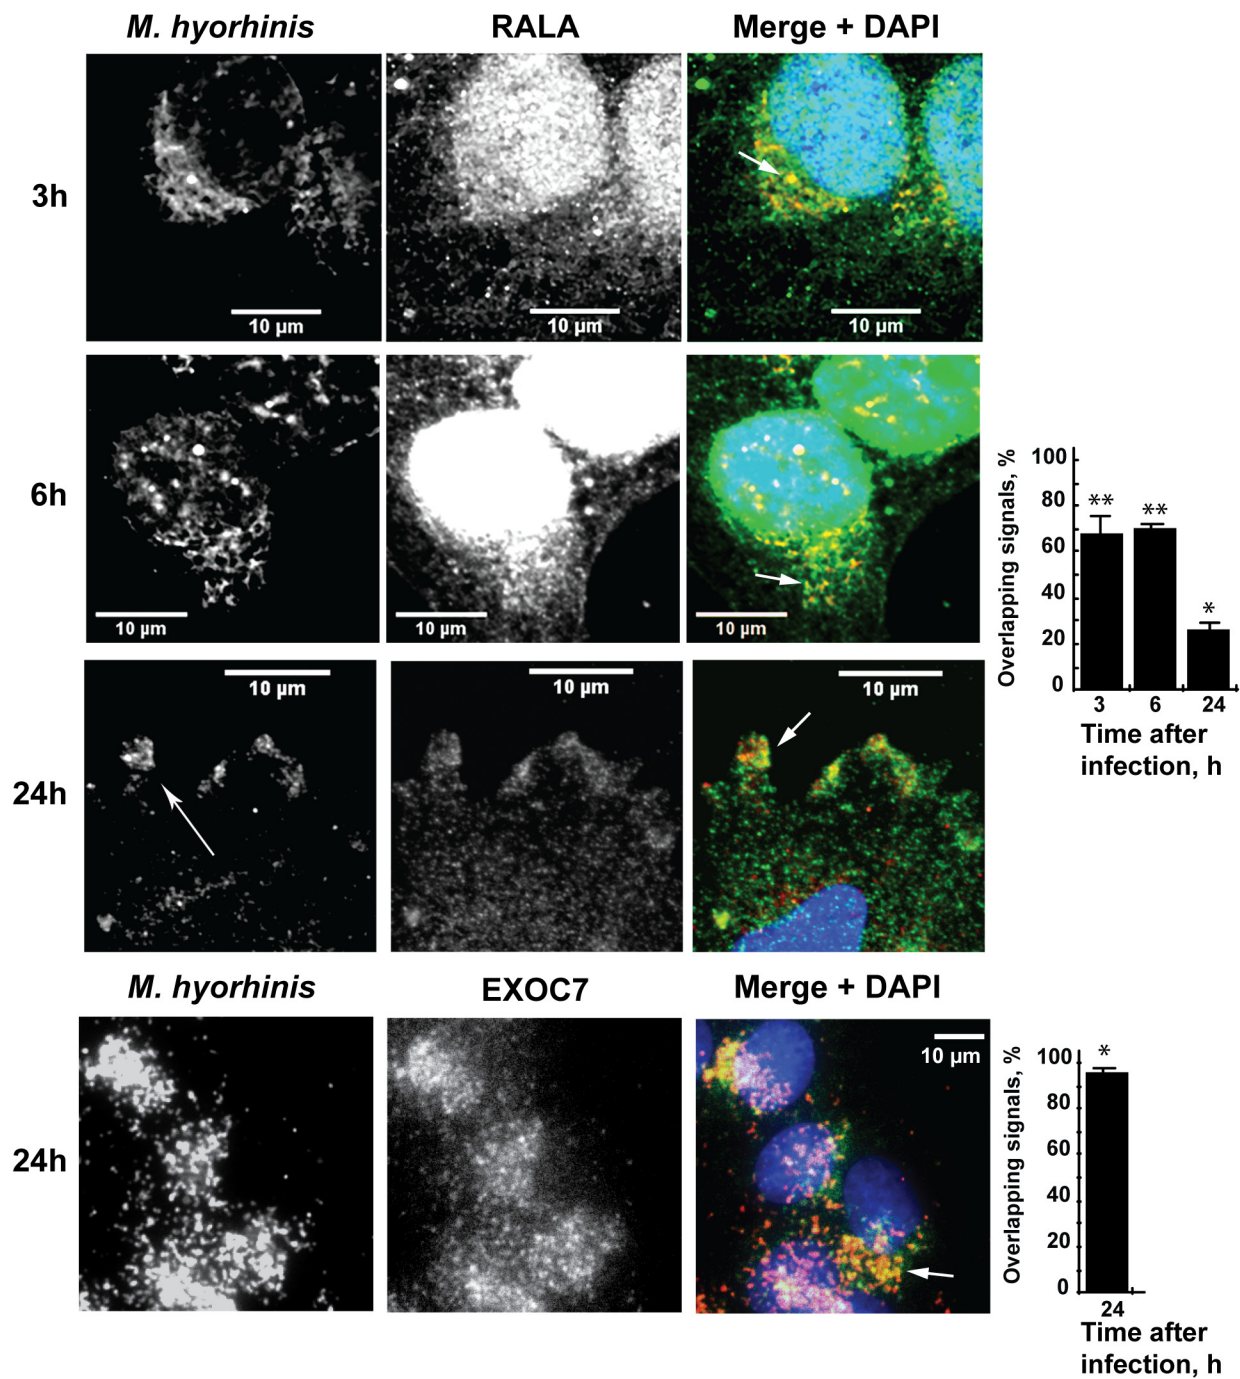 M. hyorhinis RALA Merge + DAPI
3h
10 µm 10 µm 10 µm
6h
10 µm 10 µm 10 µm
24h
10 µm 10 µm 10 µm
Overlapping signals, %
100
80
60
40
20
0
** ** *
3 6 24
Time after
infection, h
M. hyorhinis EXOC7 Merge + DAPI
24h
10 µm
Overlapping signals, %
100
80
60
40
20
0
*
24
Time after
infection, h